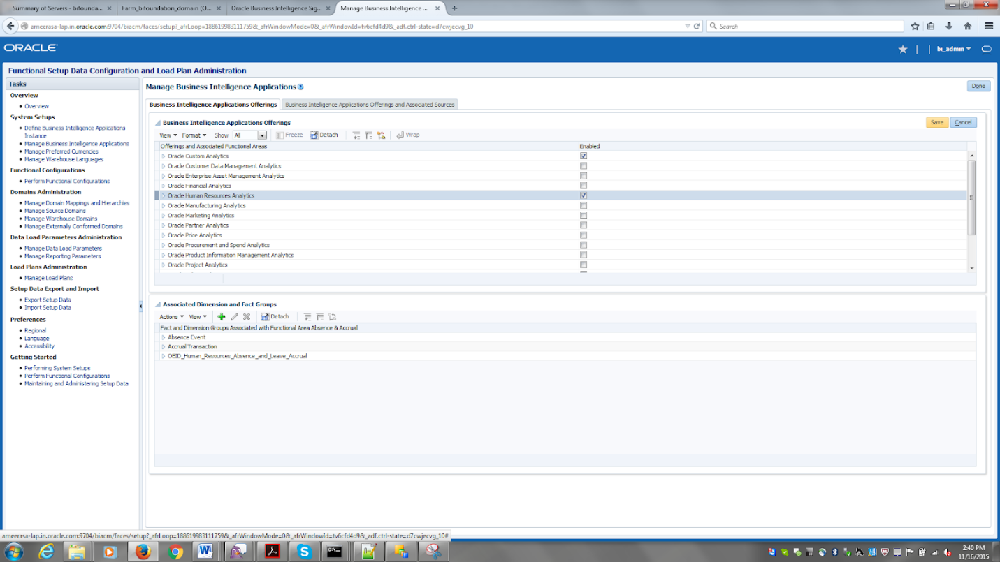 Summary of Servers - bifounda...
Farm_bifoundation_domain (O...
Oracle Business Intelligence Sig...
Manage Business Intelligence ...
ameerasa-lap.in.oracle.com:9704/biacm/faces/setup?_afrLoop=188619983111759&_afrWindowMode=0&_afrWindowId=tv6cfd4d9&_adf.ctrl-state=d7cwjecvg_10
Search
ORACLE
bi_admin
Functional Setup Data Configuration and Load Plan Administration
Tasks
Overview
Overview
System Setups
Define Business Intelligence Applications
Instance
Manage Business Intelligence Applications
Manage Preferred Currencies
Manage Warehouse Languages
Functional Configurations
Perform Functional Configurations
Domains Administration
Manage Domain Mappings and Hierarchies
Manage Source Domains
Manage Warehouse Domains
Manage Externally Conformed Domains
Data Load Parameters Administration
Manage Data Load Parameters
Manage Reporting Parameters
Load Plans Administration
Manage Load Plans
Setup Data Export and Import
Export Setup Data
Import Setup Data
Preferences
Regional
Language
Accessibility
Getting Started
Performing System Setups
Perform Functional Configurations
Maintaining and Administering Setup Data
Manage Business Intelligence Applications
Done
Business Intelligence Applications Offerings
Business Intelligence Applications Offerings and Associated Sources
Business Intelligence Applications Offerings
Save
Cancel
View Format Show All Freeze Detach Wrap
Offerings and Associated Functional Areas Enabled
Oracle Custom Analytics
Oracle Customer Data Management Analytics
Oracle Enterprise Asset Management Analytics
Oracle Financial Analytics
Oracle Human Resources Analytics
Oracle Manufacturing Analytics
Oracle Marketing Analytics
Oracle Partner Analytics
Oracle Price Analytics
Oracle Procurement and Spend Analytics
Oracle Product Information Management Analytics
Oracle Project Analytics
Associated Dimension and Fact Groups
Actions View Detach
Fact and Dimension Groups Associated with Functional Area Absence & Accrual
Absence Event
Accrual Transaction
OEID_Human_Resources_Absence_and_Leave_Accrual
ameerasa-lap.in.oracle.com:9704/biacm/faces/setup?_afrLoop=188619983111759&_afrWindowMode=0&_afrWindowId=tv6cfd4d9&_adf.ctrl-state=d7cwjecvg_10#
2:40 PM
11/16/2015